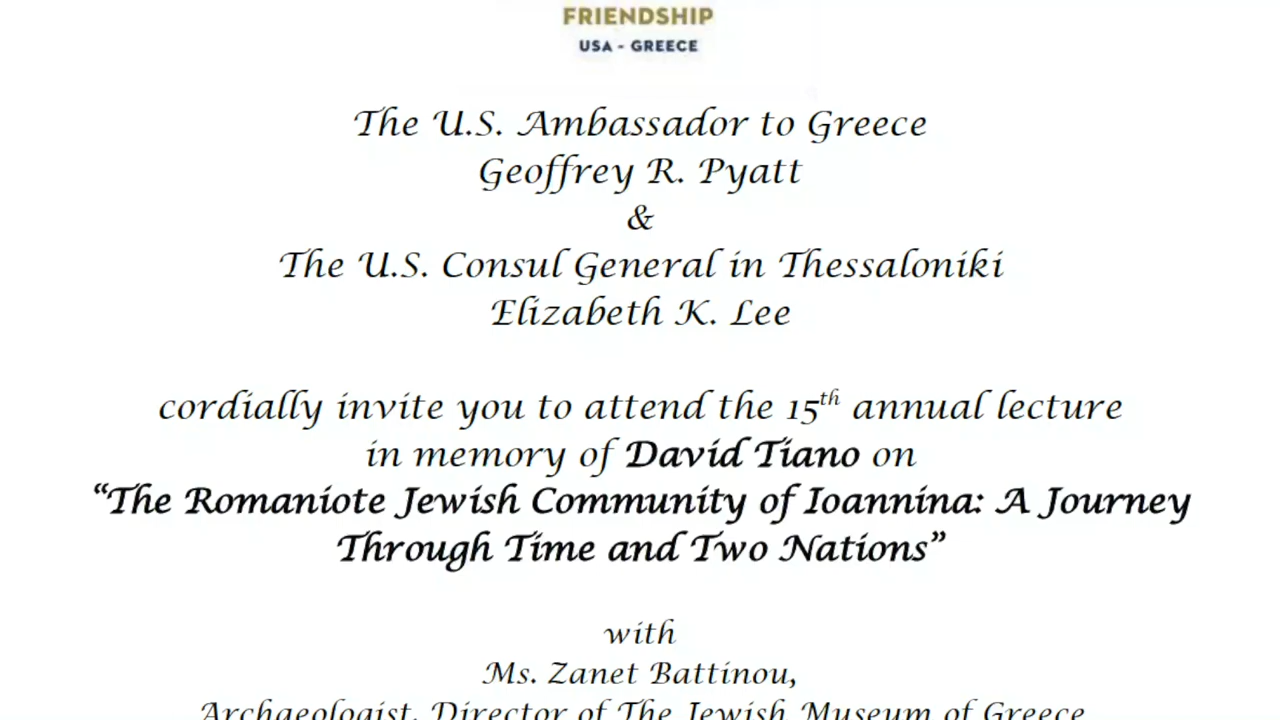 FRIENDSHIP
USA - GREECE
The U.S. Ambassador to Greece
Geoffrey R. Pyatt
&
The U.S. Consul General in Thessaloniki
Elizabeth K. Lee
cordially invite you to attend the 15th annual lecture
in memory of David Tiano on
“The Romaniote Jewish Community of Ioannina: A Journey
Through Time and Two Nations”
with
Ms. Zanet Battinou,
Archaeologist, Director of The Jewish Museum of Greece